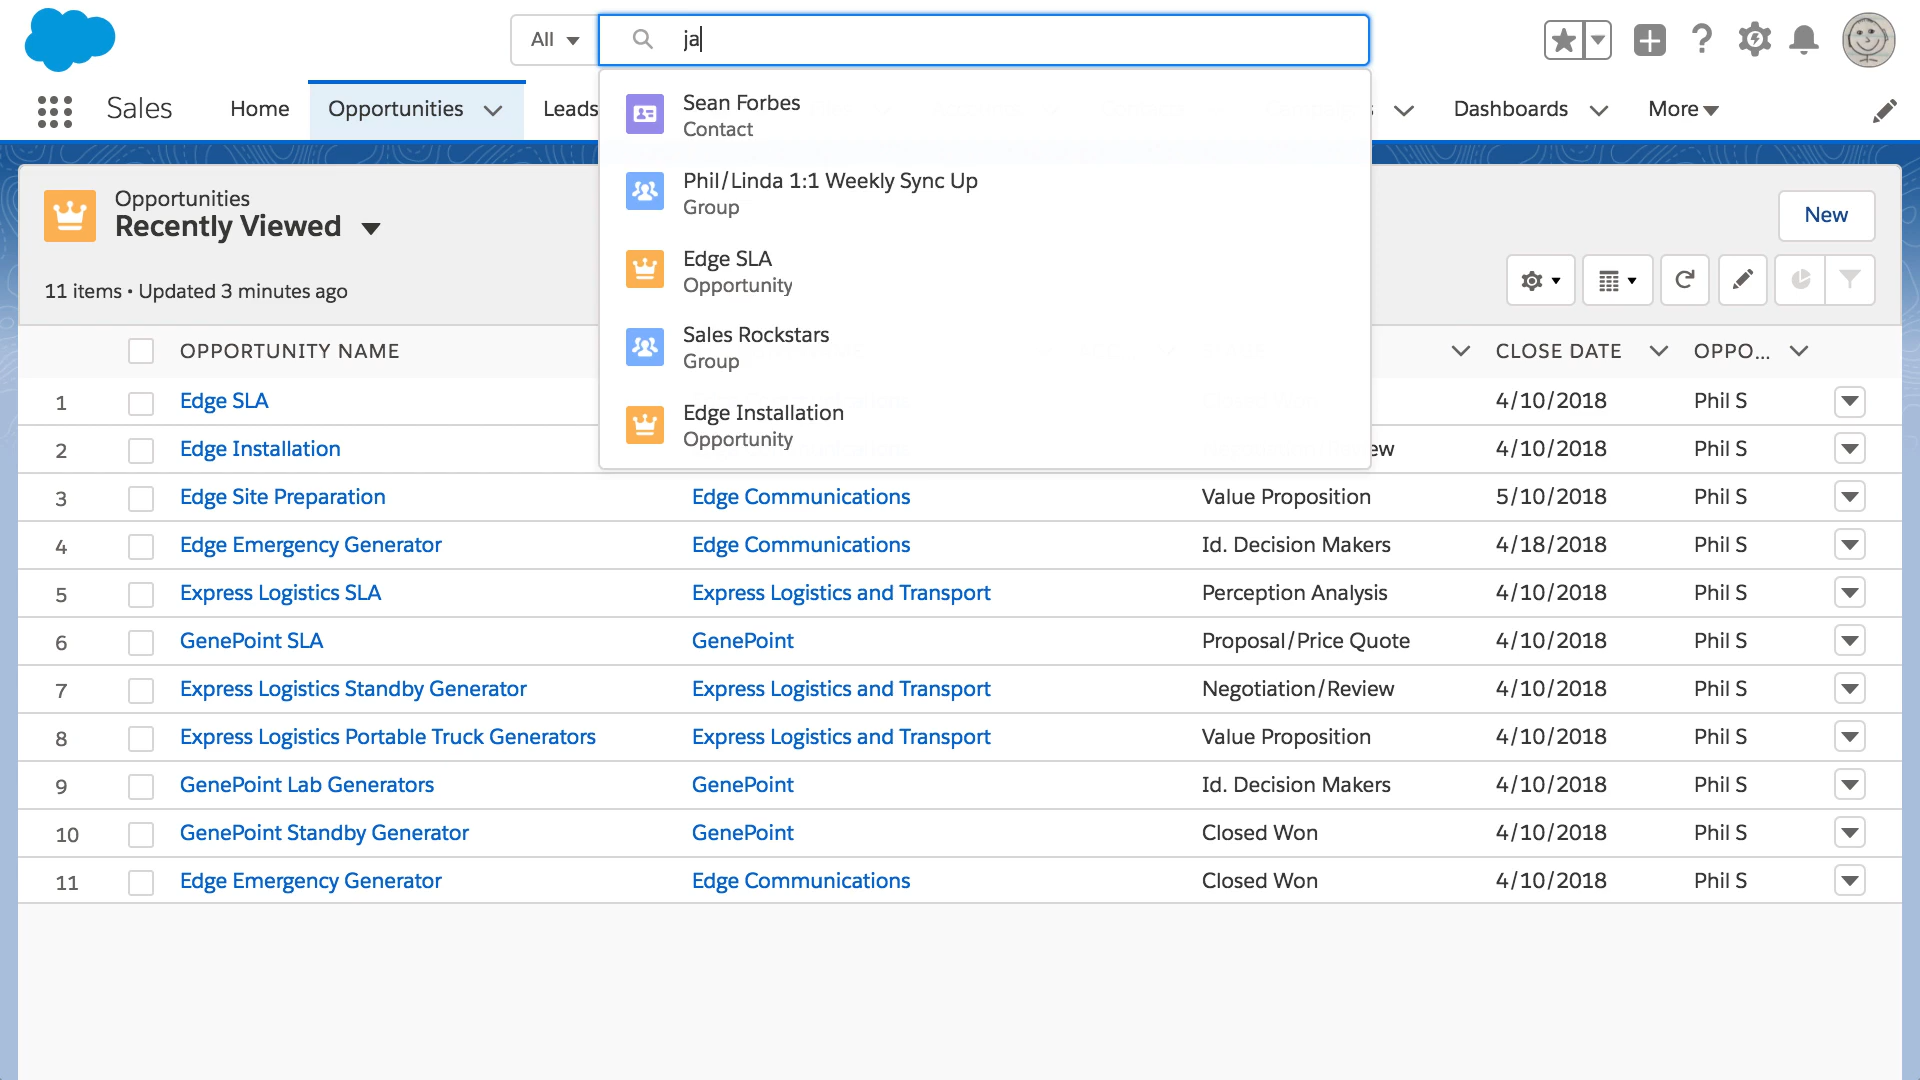 All
ja
Sales
Home
Opportunities
Leads
Dashboards
More
Sean Forbes
Contact
Phil/Linda 1:1 Weekly Sync Up
Group
Edge SLA
Opportunity
Sales Rockstars
Group
Edge Installation
Opportunity
Opportunities
Recently Viewed
New
11 items • Updated 3 minutes ago
OPPORTUNITY NAME CLOSE DATE OPPO...
1 Edge SLA 4/10/2018 Phil S
2 Edge Installation ew 4/10/2018 Phil S
3 Edge Site Preparation Edge Communications Value Proposition 5/10/2018 Phil S
4 Edge Emergency Generator Edge Communications Id. Decision Makers 4/18/2018 Phil S
5 Express Logistics SLA Express Logistics and Transport Perception Analysis 4/10/2018 Phil S
6 GenePoint SLA GenePoint Proposal/Price Quote 4/10/2018 Phil S
7 Express Logistics Standby Generator Express Logistics and Transport Negotiation/Review 4/10/2018 Phil S
8 Express Logistics Portable Truck Generators Express Logistics and Transport Value Proposition 4/10/2018 Phil S
9 GenePoint Lab Generators GenePoint Id. Decision Makers 4/10/2018 Phil S
10 GenePoint Standby Generator GenePoint Closed Won 4/10/2018 Phil S
11 Edge Emergency Generator Edge Communications Closed Won 4/10/2018 Phil S